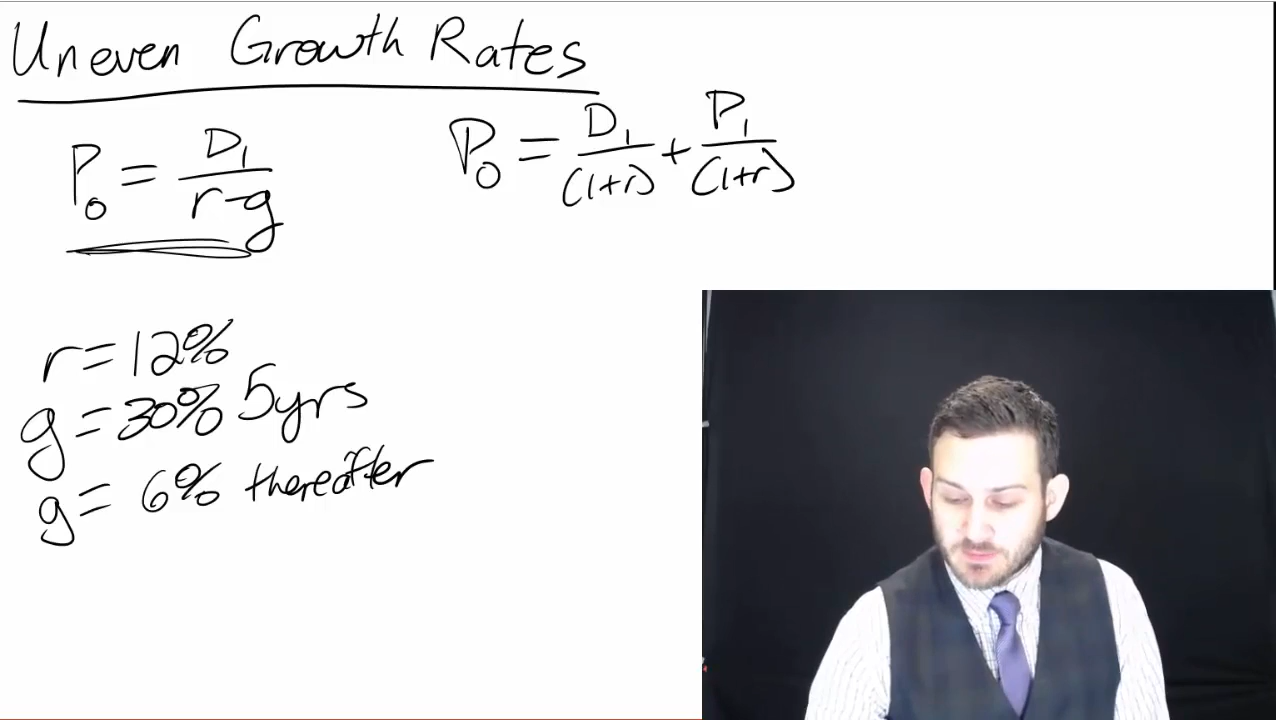 Uneven Growth Rates
P₀ = D₁/(r-g)
P₀ = D₁/(1+r) + P₁/(1+r)
r = 12%
g = 30% 5yrs
g = 6% thereafter